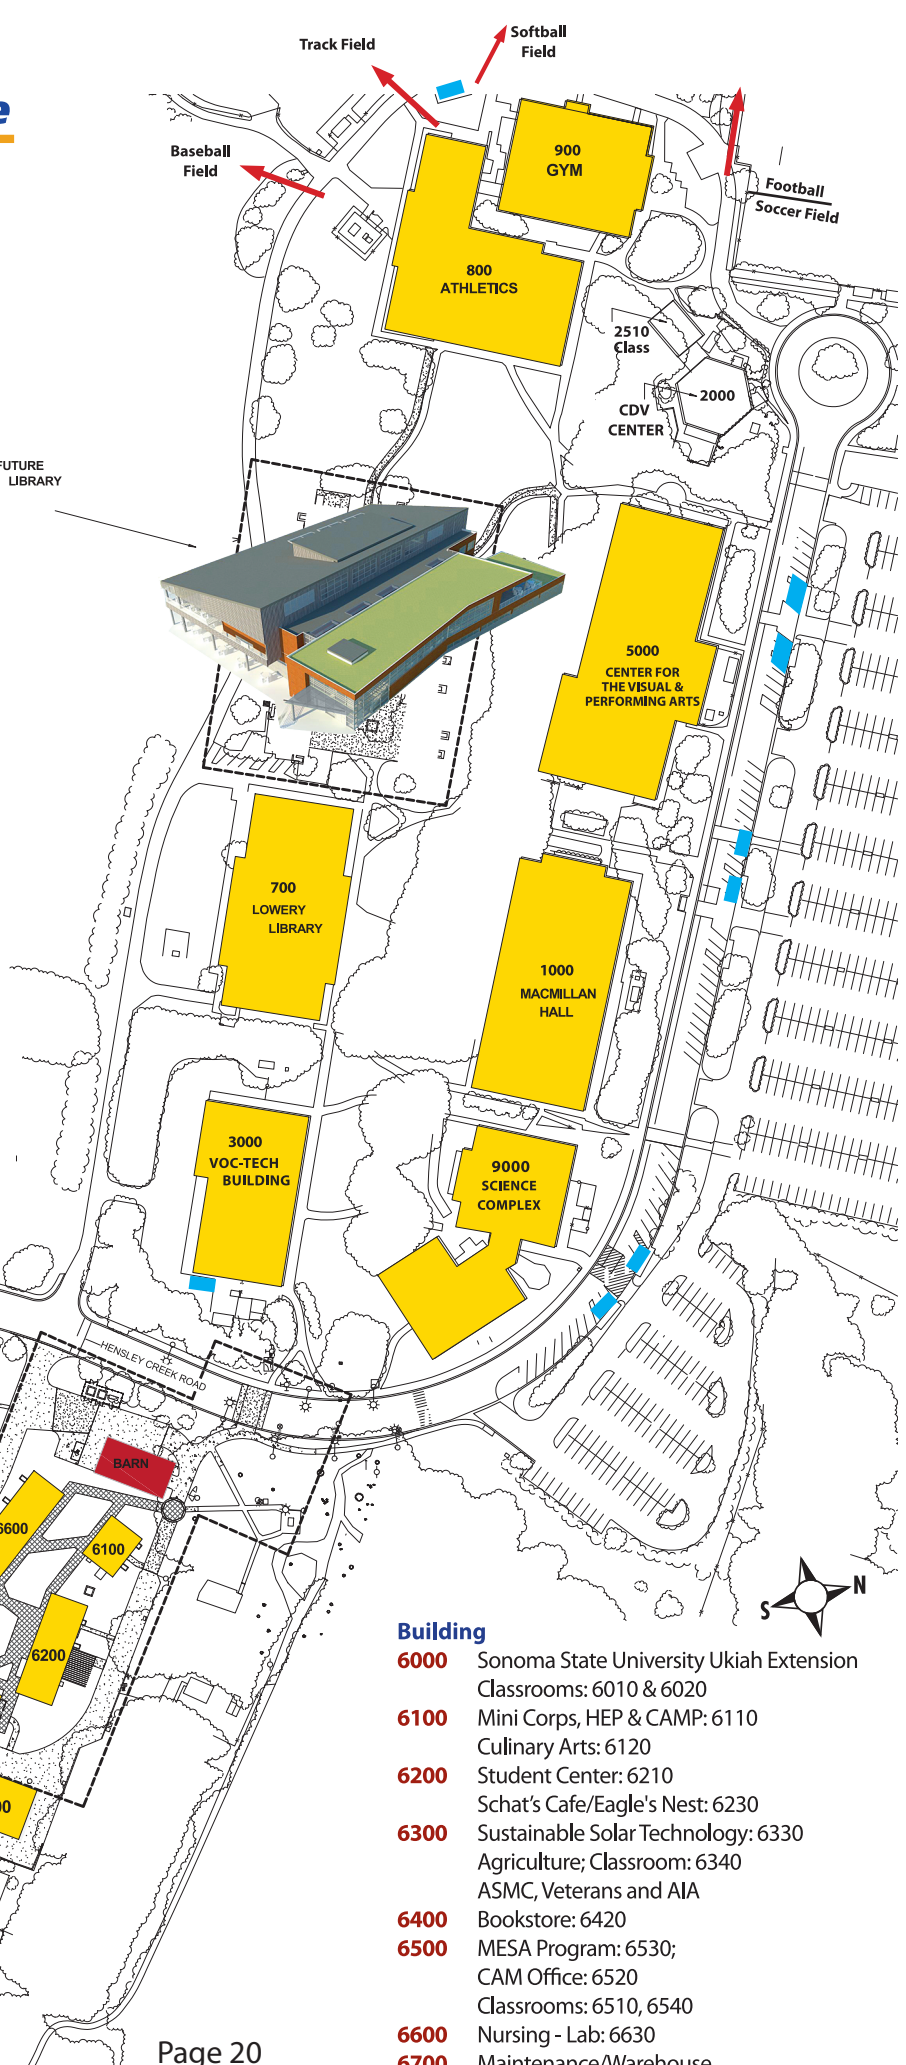 Softball
Field
Track Field
e
Baseball
Field
900
GYM
Football
Soccer Field
800
ATHLETICS
2510
Class
2000
CDV
CENTER
FUTURE
LIBRARY
5000
CENTER FOR
THE VISUAL &
PERFORMING ARTS
700
LOWERY
LIBRARY
1000
MACMILLAN
HALL
3000
VOC-TECH
BUILDING
9000
SCIENCE
COMPLEX
HENSLEY CREEK ROAD
BARN
6600
6100
6200
00
S
N
Building
6000 Sonoma State University Ukiah Extension
Classrooms: 6010 & 6020
6100 Mini Corps, HEP & CAMP: 6110
Culinary Arts: 6120
6200 Student Center: 6210
Schat's Cafe/Eagle's Nest: 6230
6300 Sustainable Solar Technology: 6330
Agriculture; Classroom: 6340
ASMC, Veterans and AIA
6400 Bookstore: 6420
6500 MESA Program: 6530;
CAM Office: 6520
Classrooms: 6510, 6540
6600 Nursing - Lab: 6630
6700 Maintenance/Warehouse
Page 20